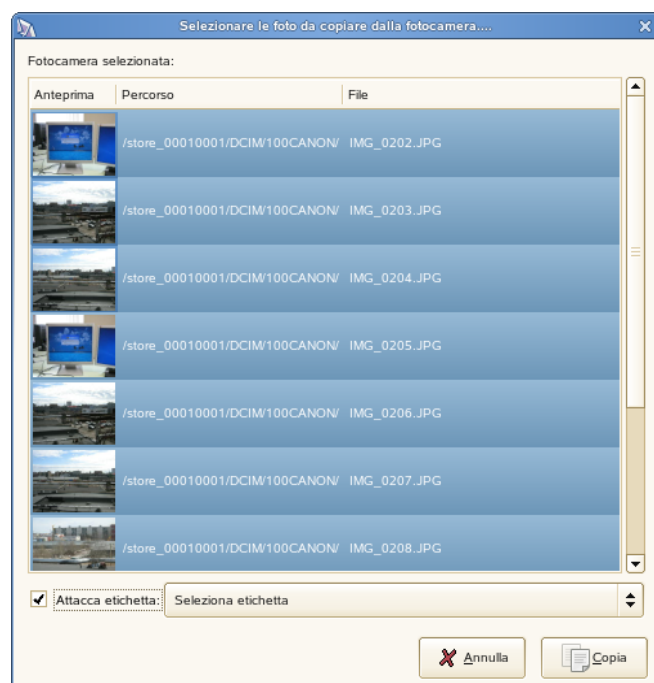 Selezionare le foto da copiare dalla fotocamera....
Fotocamera selezionata:
Anteprima Percorso File
/store_00010001/DCIM/100CANON/ IMG_0202.JPG
/store_00010001/DCIM/100CANON/ IMG_0203.JPG
/store_00010001/DCIM/100CANON/ IMG_0204.JPG
/store_00010001/DCIM/100CANON/ IMG_0205.JPG
/store_00010001/DCIM/100CANON/ IMG_0206.JPG
/store_00010001/DCIM/100CANON/ IMG_0207.JPG
/store_00010001/DCIM/100CANON/ IMG_0208.JPG
Attacca etichetta: Seleziona etichetta
Annulla Copia